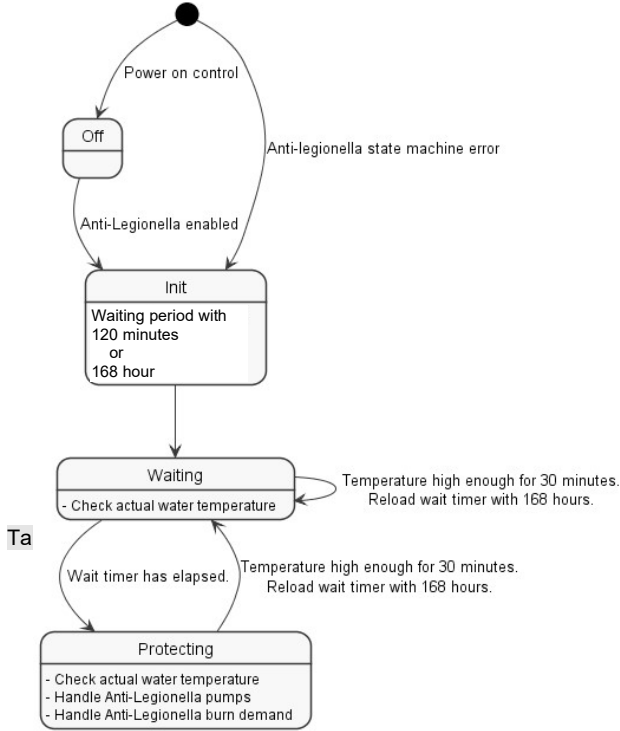 Power on control
Off
Anti-legionella state machine error
Anti-Legionella enabled
Init
Waiting period with
120 minutes
or
168 hour
Waiting
- Check actual water temperature
Temperature high enough for 30 minutes.
Reload wait timer with 168 hours.
Ta
Wait timer has elapsed.
Temperature high enough for 30 minutes.
Reload wait timer with 168 hours.
Protecting
- Check actual water temperature
- Handle Anti-Legionella pumps
- Handle Anti-Legionella burn demand